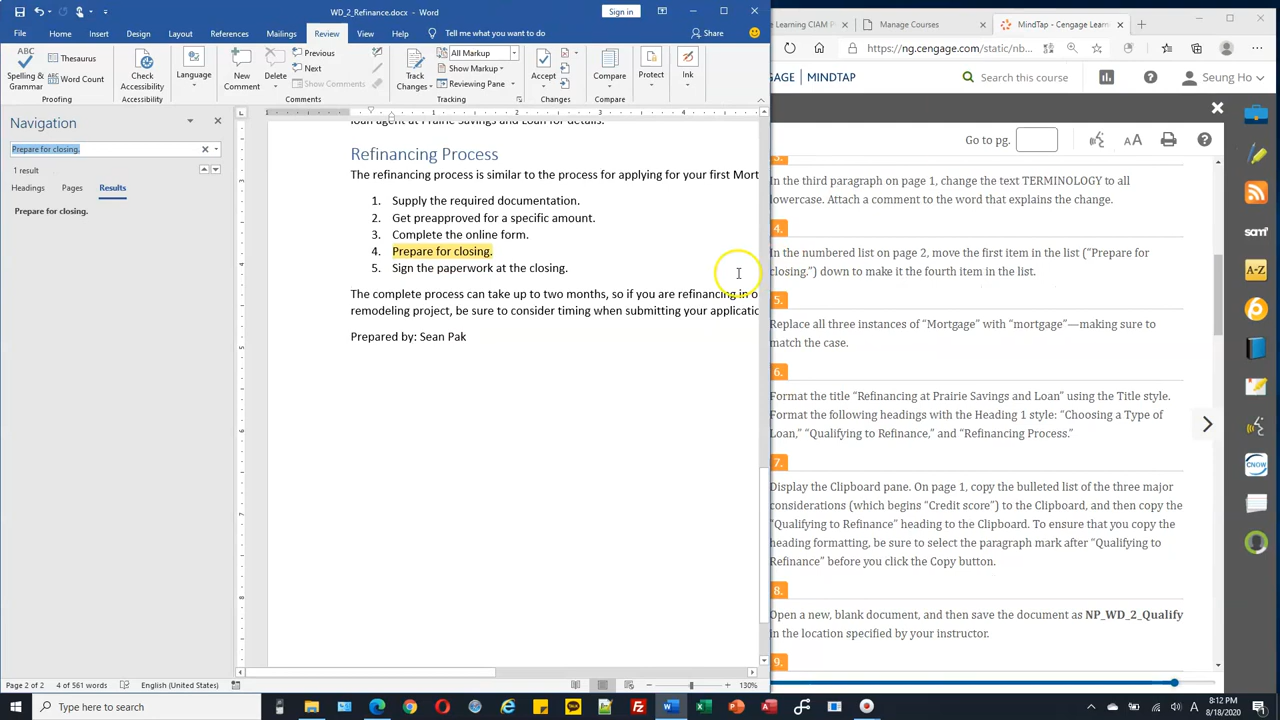 WD_2_Refinance.docx - Word
Sign in
File Home Insert Design Layout References Mailings Review View Help Tell me what you want to do Share
Spelling & Grammar
Thesaurus
Word Count
Proofing
Check Accessibility
Accessibility
Language
New Comment
Delete
Previous
Next
Show Comments
Comments
Track Changes
All Markup
Show Markup
Reviewing Pane
Tracking
Accept
Changes
Compare
Compare
Protect
Ink
Navigation
Prepare for closing.
1 result
Headings Pages Results
Prepare for closing.
loan agent at Prairie Savings and Loan for details.
Refinancing Process
The refinancing process is similar to the process for applying for your first Mort
1. Supply the required documentation.
2. Get preapproved for a specific amount.
3. Complete the online form.
4. Prepare for closing.
5. Sign the paperwork at the closing.
The complete process can take up to two months, so if you are refinancing in o
remodeling project, be sure to consider timing when submitting your applicatio
Prepared by: Sean Pak
Page 2 of 2 4 of 561 words English (United States) 130%
e Learning CIAM P
Manage Courses
MindTap - Cengage Learn
https://ng.cengage.com/static/nb...
GAGE MINDTAP
Search this course
Seung Ho
Go to pg.
AA
3.
In the third paragraph on page 1, change the text TERMINOLOGY to all
lowercase. Attach a comment to the word that explains the change.
4.
In the numbered list on page 2, move the first item in the list (“Prepare for
closing.”) down to make it the fourth item in the list.
5.
Replace all three instances of “Mortgage” with “mortgage”—making sure to
match the case.
6.
Format the title “Refinancing at Prairie Savings and Loan” using the Title style.
Format the following headings with the Heading 1 style: “Choosing a Type of
Loan,” “Qualifying to Refinance,” and “Refinancing Process.”
7.
Display the Clipboard pane. On page 1, copy the bulleted list of the three major
considerations (which begins “Credit score”) to the Clipboard, and then copy the
“Qualifying to Refinance” heading to the Clipboard. To ensure that you copy the
heading formatting, be sure to select the paragraph mark after “Qualifying to
Refinance” before you click the Copy button.
8.
Open a new, blank document, and then save the document as NP_WD_2_Qualify
in the location specified by your instructor.
9.
sam
A-Z
CNOW
Type here to search
8:12 PM
8/18/2020